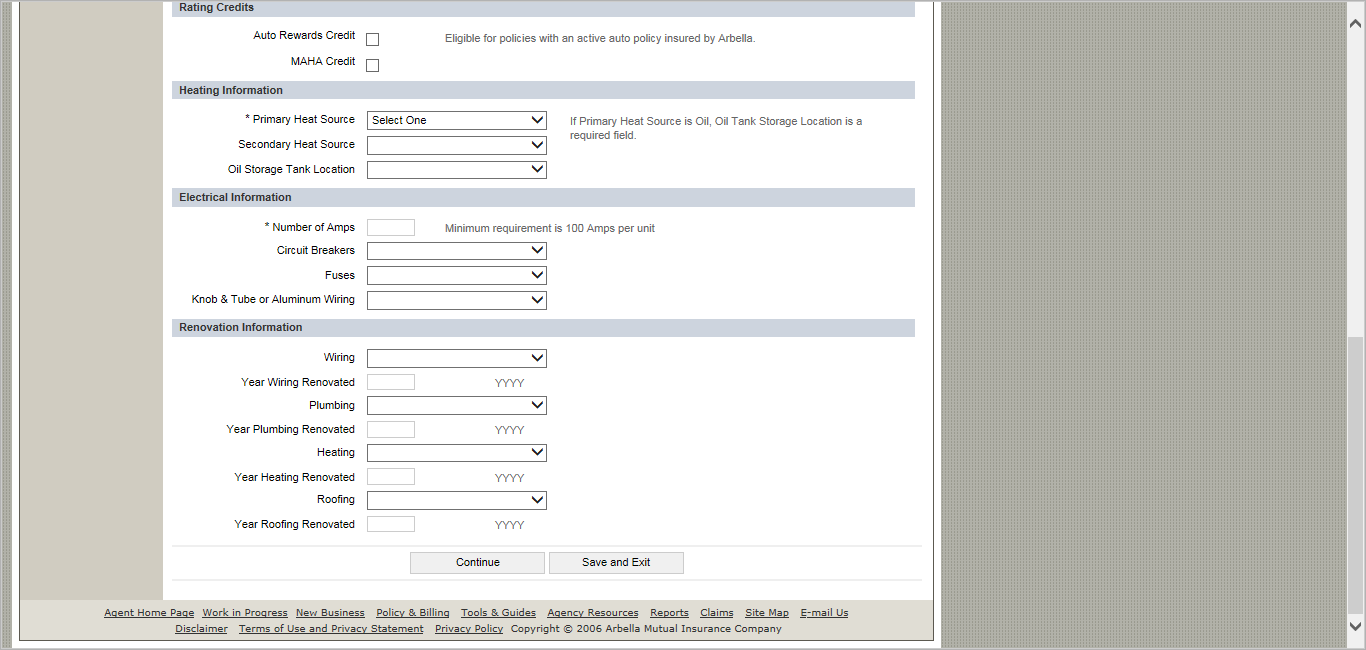 Rating Credits
Auto Rewards Credit Eligible for policies with an active auto policy insured by Arbella.
MAHA Credit
Heating Information
* Primary Heat Source Select One If Primary Heat Source is Oil, Oil Tank Storage Location is a
required field.
Secondary Heat Source
Oil Storage Tank Location
Electrical Information
* Number of Amps Minimum requirement is 100 Amps per unit
Circuit Breakers
Fuses
Knob & Tube or Aluminum Wiring
Renovation Information
Wiring
Year Wiring Renovated YYYY
Plumbing
Year Plumbing Renovated YYYY
Heating
Year Heating Renovated YYYY
Roofing
Year Roofing Renovated YYYY
Continue Save and Exit
Agent Home Page Work in Progress New Business Policy & Billing Tools & Guides Agency Resources Reports Claims Site Map E-mail Us
Disclaimer Terms of Use and Privacy Statement Privacy Policy Copyright © 2006 Arbella Mutual Insurance Company